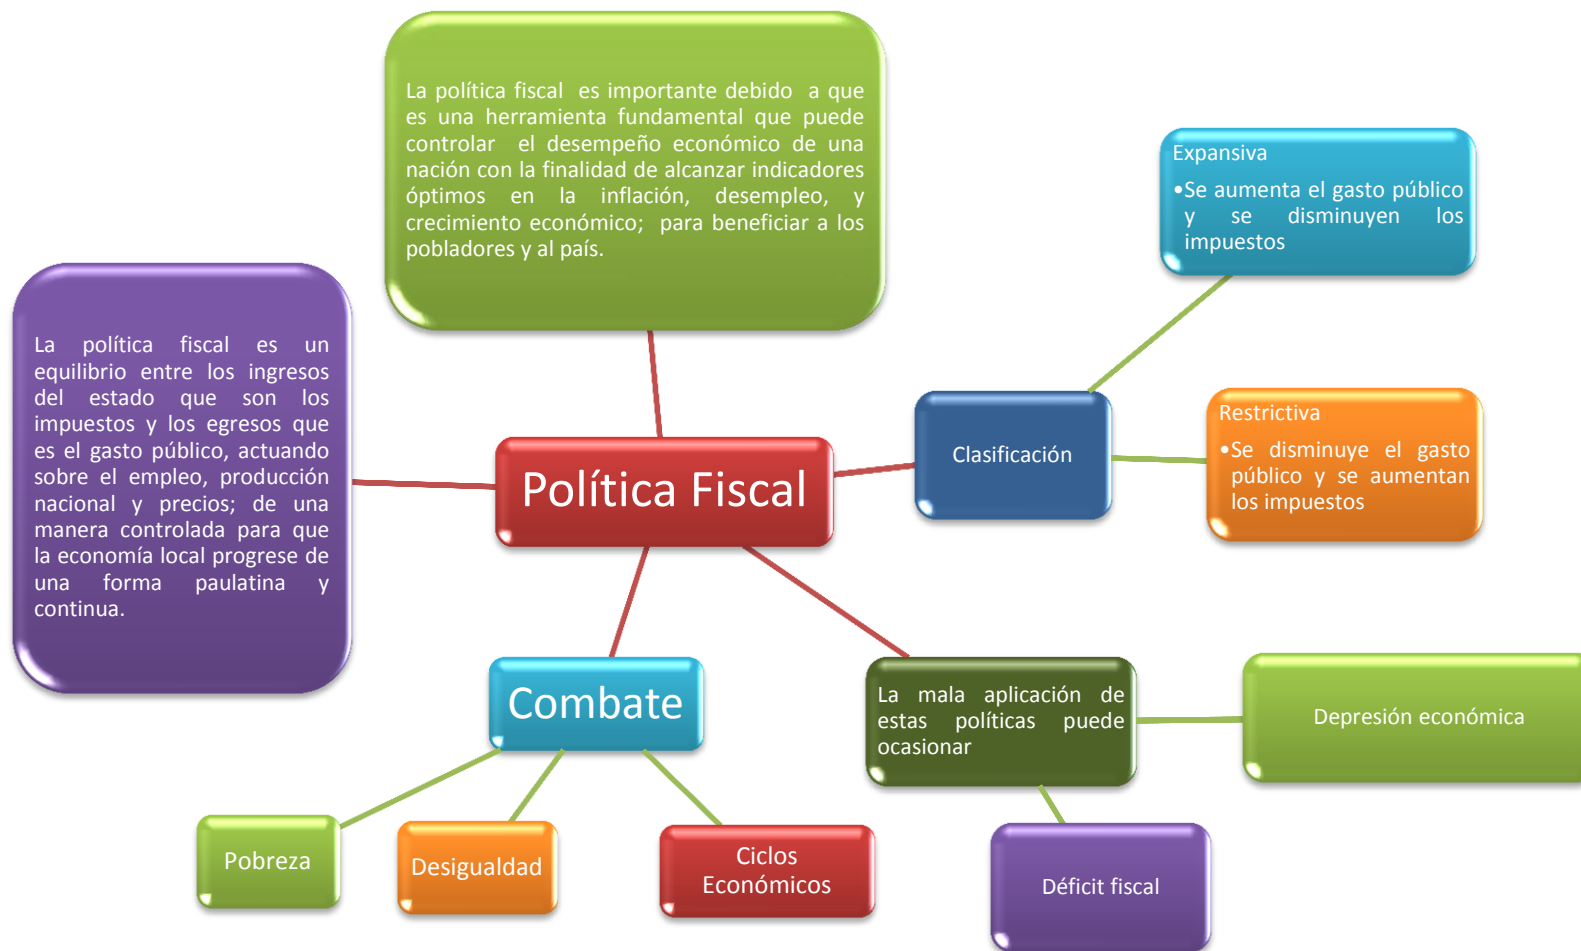 La política fiscal es importante debido a que
es una herramienta fundamental que puede
controlar el desempeño económico de una
nación con la finalidad de alcanzar indicadores
óptimos en la inflación, desempleo, y
crecimiento económico; para beneficiar a los
pobladores y al país.
Expansiva
•Se aumenta el gasto público
y se disminuyen los
impuestos
La política fiscal es un
equilibrio entre los ingresos
del estado que son los
impuestos y los egresos que
es el gasto público, actuando
sobre el empleo, producción
nacional y precios; de una
manera controlada para que
la economía local progrese de
una forma paulatina y
continua.
Política Fiscal
Clasificación
Restrictiva
•Se disminuye el gasto
público y se aumentan
los impuestos
Combate
La mala aplicación de
estas políticas puede
ocasionar
Depresión económica
Pobreza
Desigualdad
Ciclos
Económicos
Déficit fiscal